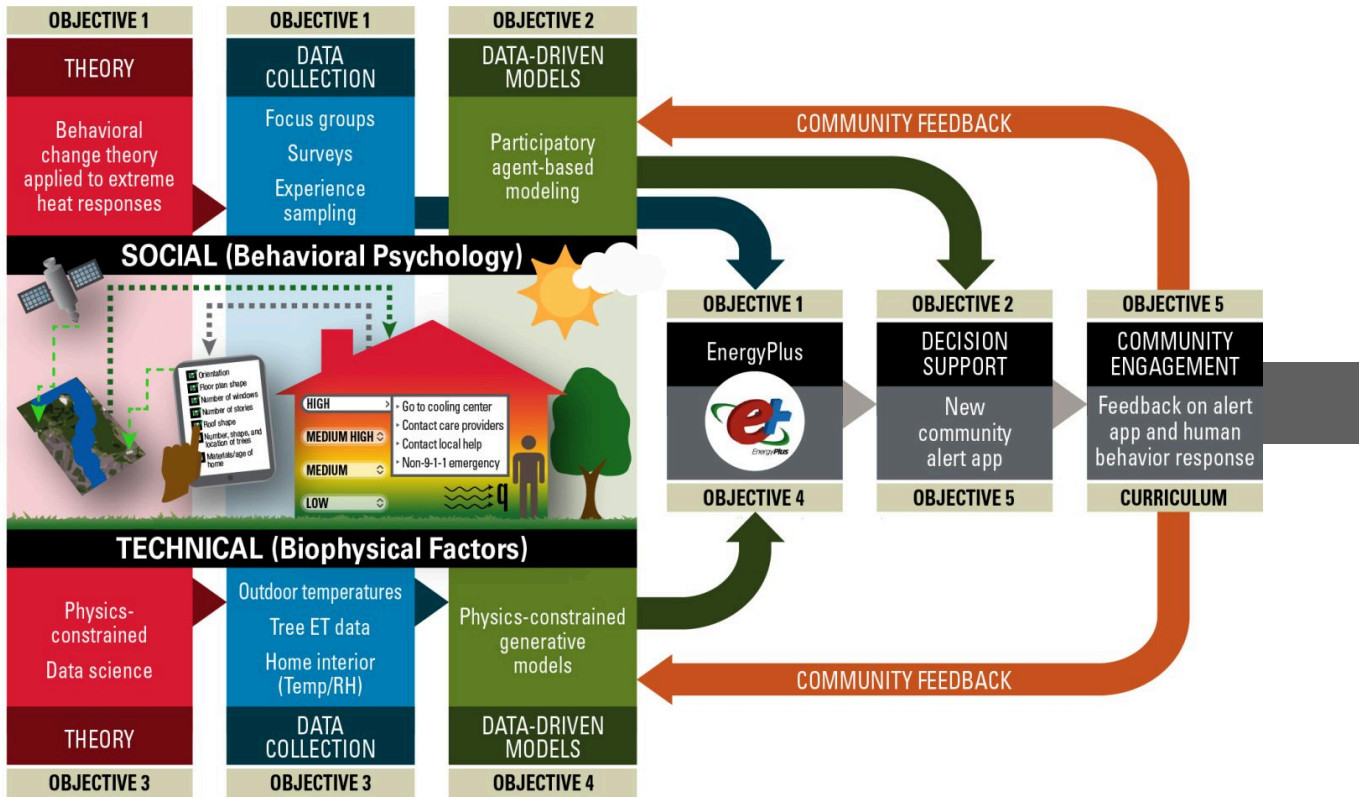 OBJECTIVE 1
THEORY
Behavioral
change theory
applied to extreme
heat responses
OBJECTIVE 1
DATA
COLLECTION
Focus groups
Surveys
Experience
sampling
OBJECTIVE 2
DATA-DRIVEN
MODELS
Participatory
agent-based
modeling
COMMUNITY FEEDBACK
SOCIAL (Behavioral Psychology)
Orientation
Floor plan shape
Number of windows
Number of stories
Roof shape
Number, shape, and
location of trees
Materials/age of
home
HIGH
MEDIUM HIGH
MEDIUM
LOW
Go to cooling center
Contact care providers
Contact local help
Non-9-1-1 emergency
q
OBJECTIVE 1
EnergyPlus
e+
EnergyPlus
OBJECTIVE 4
OBJECTIVE 2
DECISION
SUPPORT
New
community
alert app
OBJECTIVE 5
OBJECTIVE 5
COMMUNITY
ENGAGEMENT
Feedback on alert
app and human
behavior response
CURRICULUM
TECHNICAL (Biophysical Factors)
Physics-
constrained
Data science
THEORY
OBJECTIVE 3
Outdoor temperatures
Tree ET data
Home interior
(Temp/RH)
DATA
COLLECTION
OBJECTIVE 3
Physics-constrained
generative
models
DATA-DRIVEN
MODELS
OBJECTIVE 4
COMMUNITY FEEDBACK